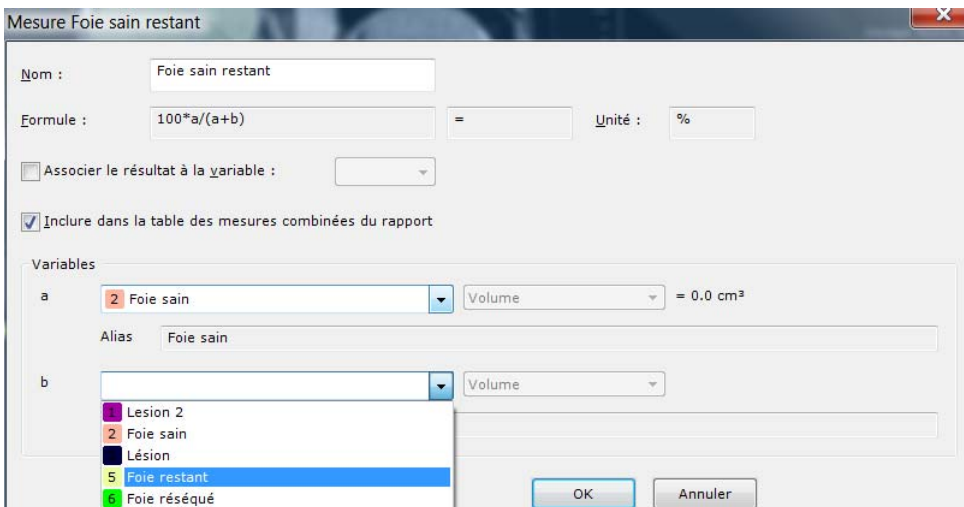 Mesure Foie sain restant
X
Nom : Foie sain restant
Formule : 100*a/(a+b) = Unité : %
Associer le résultat à la variable :
Inclure dans la table des mesures combinées du rapport
Variables
a 2 Foie sain Volume = 0.0 cm³
Alias Foie sain
b Volume
1 Lesion 2
2 Foie sain
Lésion
5 Foie restant
6 Foie réséqué
OK Annuler